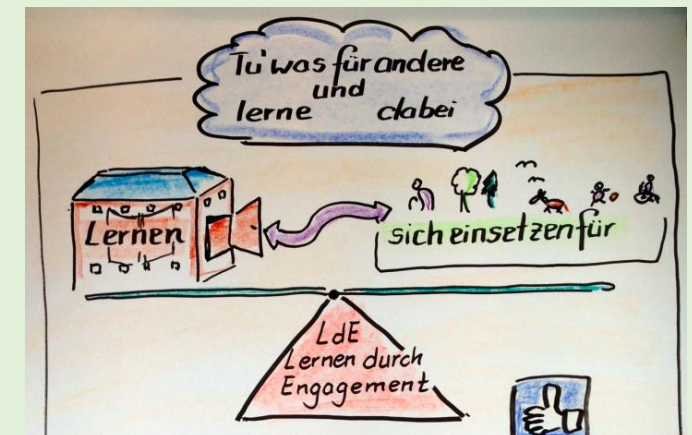 Tu' was für andere
und
lerne dabei
Lernen
sich einsetzen für
LdE
Lernen durch
Engagement